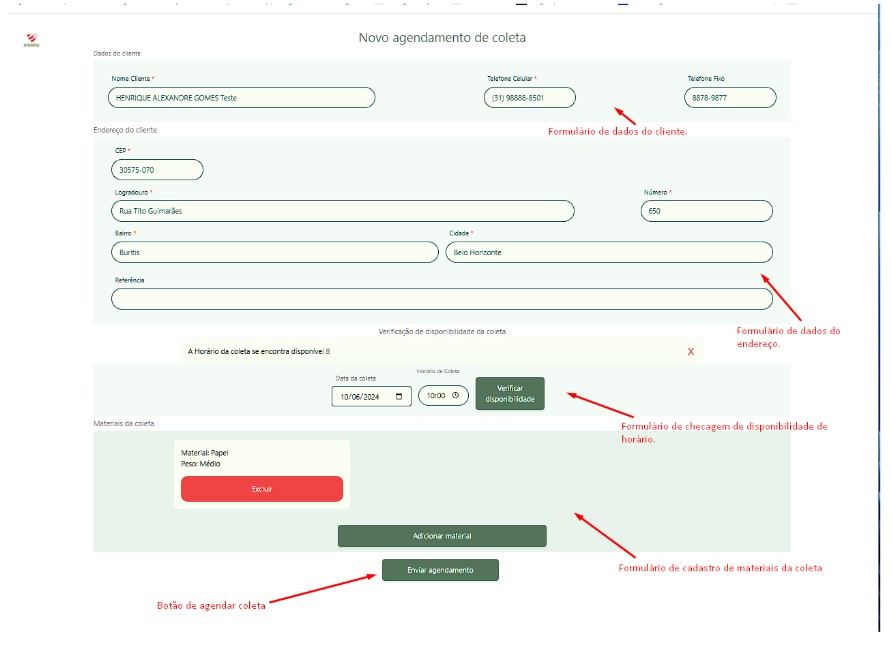 Novo agendamento de coleta
Dados do cliente
Nome Cliente *
Telefone Celular *
Telefone Fixo
HENRIQUE ALEXANDRE GOMES Teste
(31) 98888-8501
8878-9877
Formulário de dados do cliente.
Endereço do cliente
CEP *
30575-070
Logradouro *
Número *
Rua Tito Guimarães
650
Bairro *
Cidade *
Buritis
Belo Horizonte
Referência
Formulário de dados do
endereço.
Verificação de disponibilidade da coleta
A Horário da coleta se encontra disponível !!
X
Data da coleta
Horário de Coleta
10/06/2024
10:00
Verificar
disponibilidade
Formulário de checagem de disponibilidade de
horário.
Materiais da coleta
Material: Papel
Peso: Médio
Excluir
Adicionar material
Formulário de cadastro de materiais da coleta
Enviar agendamento
Botão de agendar coleta